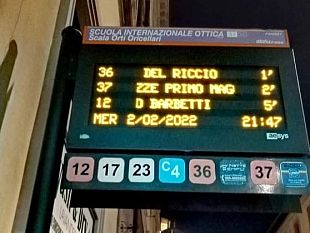 SCUOLA INTERNAZIONALE OTTICA
Scala Orti Oricellari
36 DEL RICCIO 1'
37 ZZE PRIMO MAG 2'
12 D BARBETTI 5'
MER 2/02/2022 21:47
aesys
12 17 23 C4 36 37